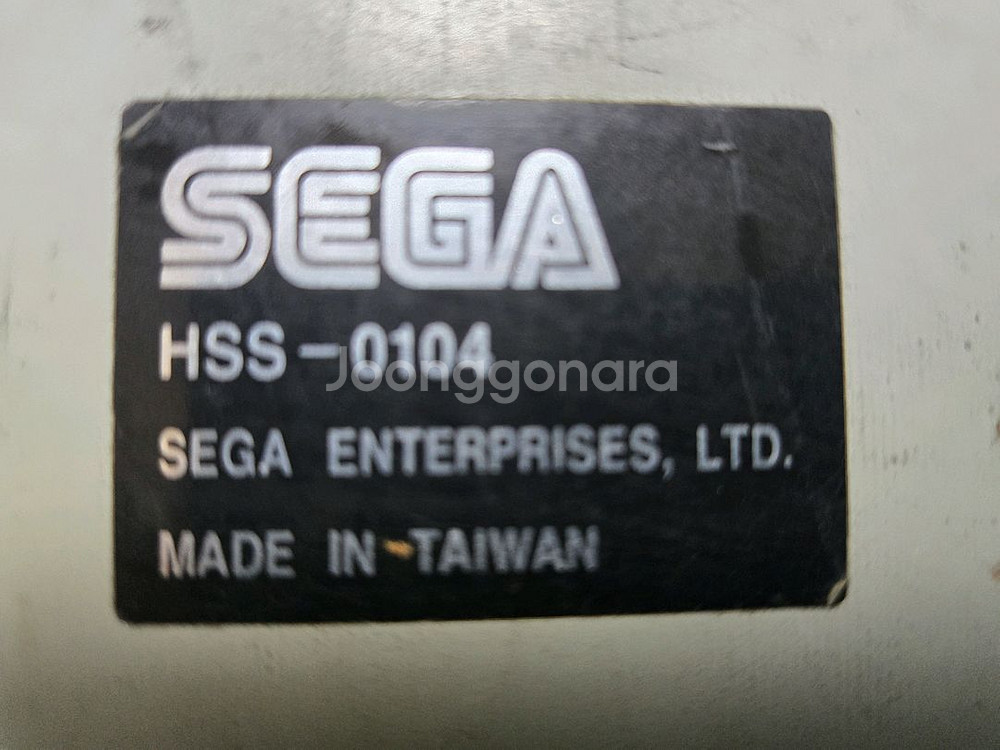 SEGA
HSS-0104
Joonggonara
SEGA ENTERPRISES, LTD.
MADE IN TAIWAN